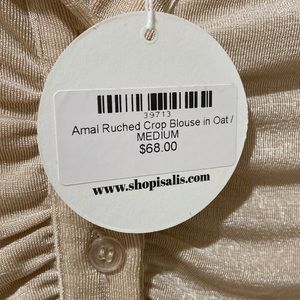 39713
Amal Ruched Crop Blouse in Oat /
MEDIUM
$68.00
www.shopisalis.com